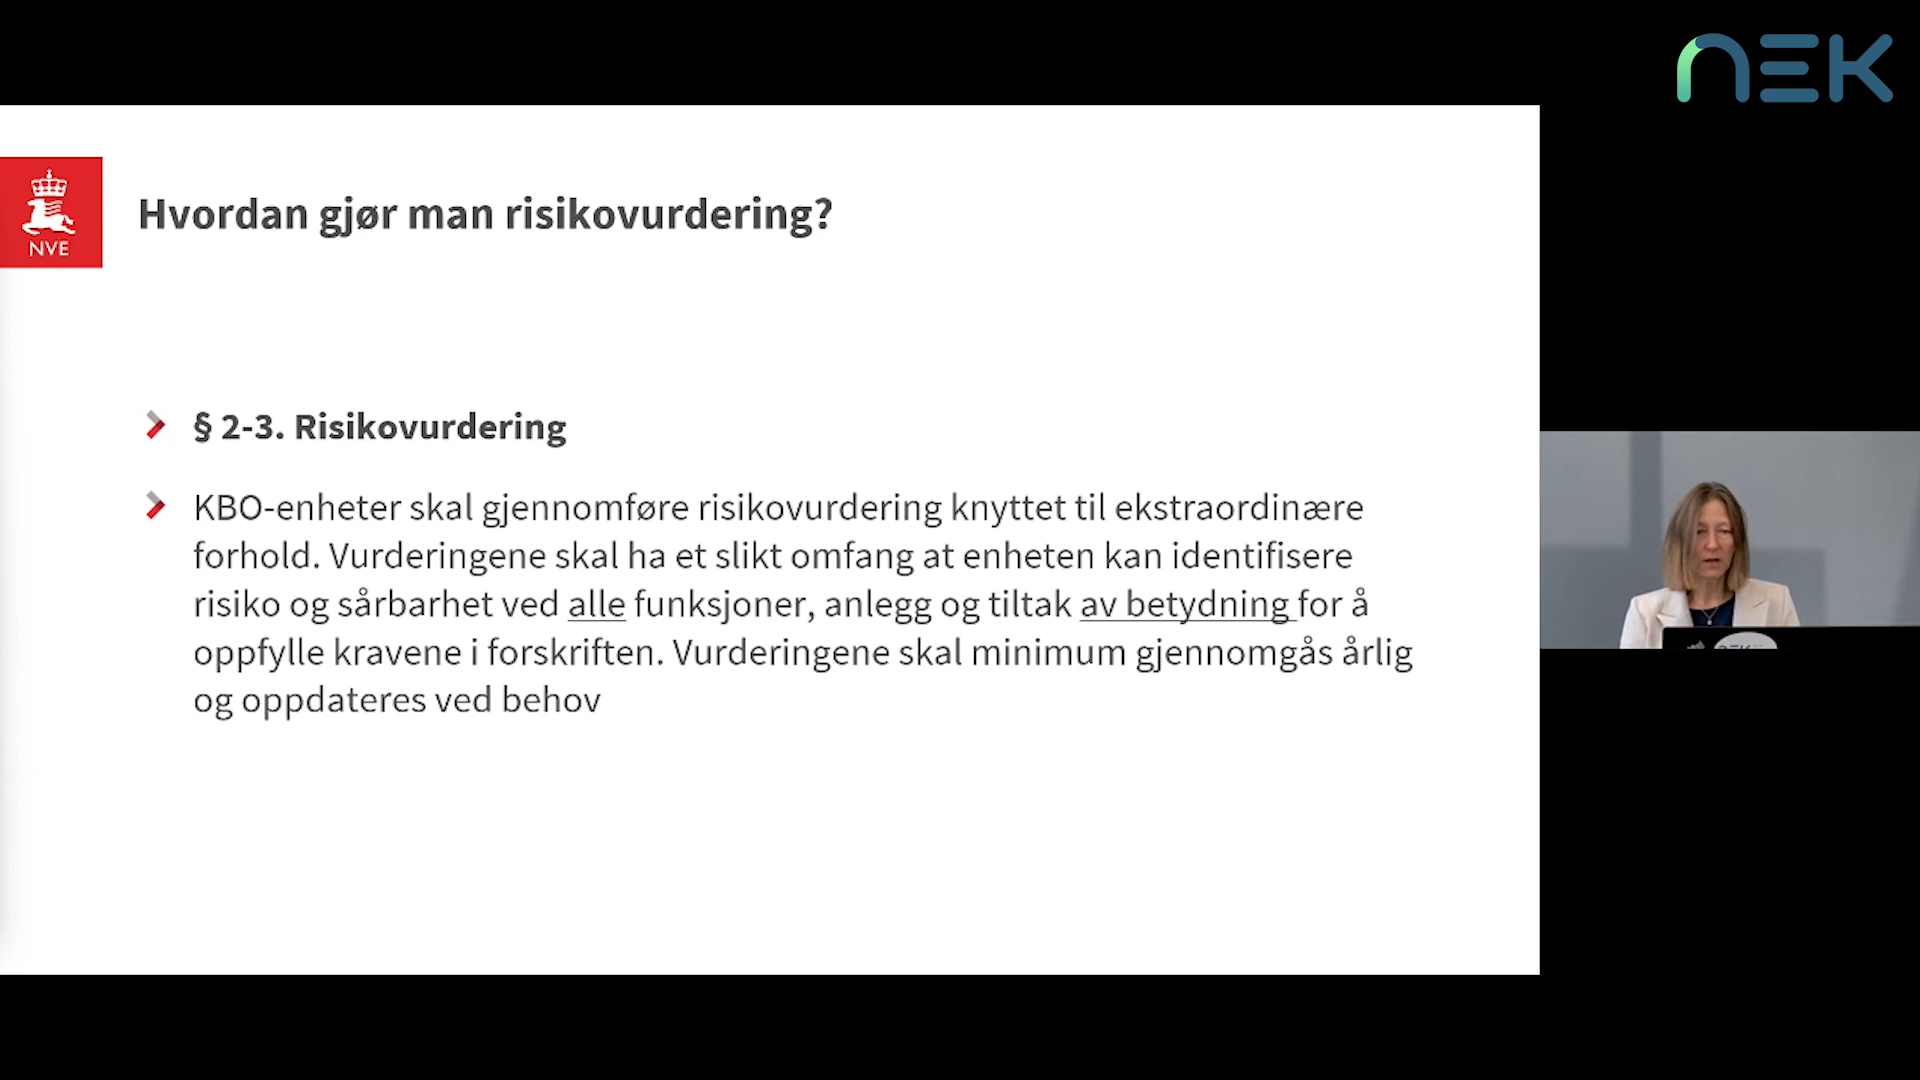 NEK
NVE
Hvordan gjør man risikovurdering?
§ 2-3. Risikovurdering
KBO-enheter skal gjennomføre risikovurdering knyttet til ekstraordinære
forhold. Vurderingene skal ha et slikt omfang at enheten kan identifisere
risiko og sårbarhet ved alle funksjoner, anlegg og tiltak av betydning for å
oppfylle kravene i forskriften. Vurderingene skal minimum gjennomgås årlig
og oppdateres ved behov